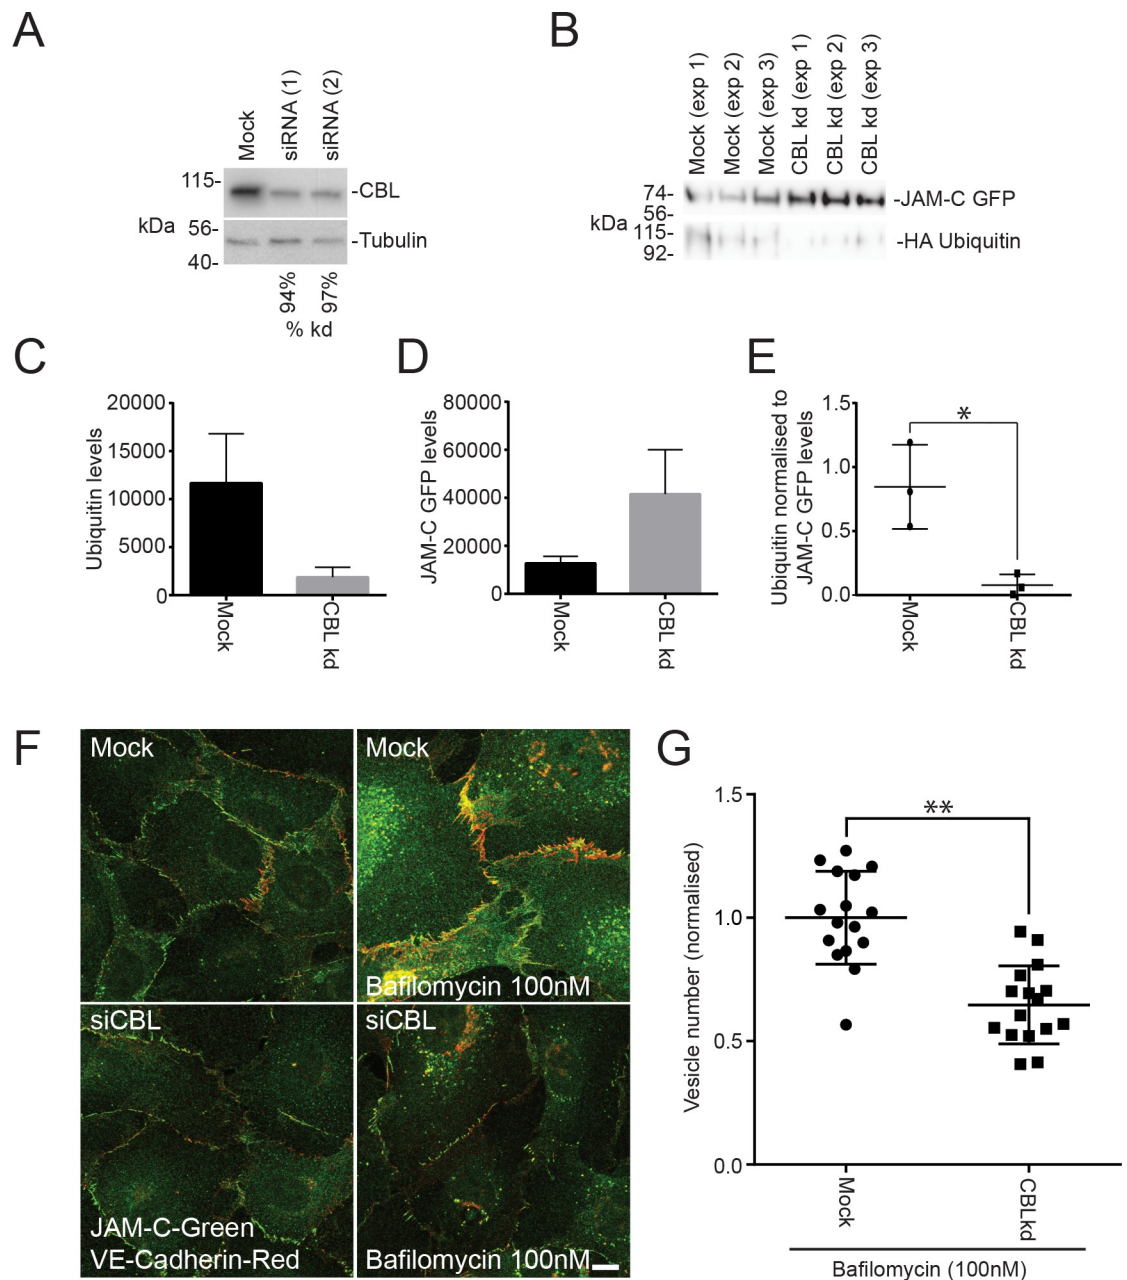 A
Mock
siRNA (1)
siRNA (2)
115-
-CBL
kDa
56-
-Tubulin
40-
94%
97%
% kd
B
Mock (exp 1)
Mock (exp 2)
Mock (exp 3)
CBL kd (exp 1)
CBL kd (exp 2)
CBL kd (exp 3)
74-
-JAM-C GFP
56-
kDa
115-
-HA Ubiquitin
92-
C
Ubiquitin levels
20000
15000
10000
5000
0
Mock
CBL kd
D
JAM-C GFP levels
80000
60000
40000
20000
0
Mock
CBL kd
E
Ubiquitin normalised to
JAM-C GFP levels
1.5
1.0
0.5
0.0
*
Mock
CBL kd
F
Mock
Mock
Bafilomycin 100nM
siCBL
JAM-C-Green
VE-Cadherin-Red
siCBL
Bafilomycin 100nM
G
Vesicle number (normalised)
1.5
1.0
0.5
0.0
**
Mock
CBLkd
Bafilomycin (100nM)